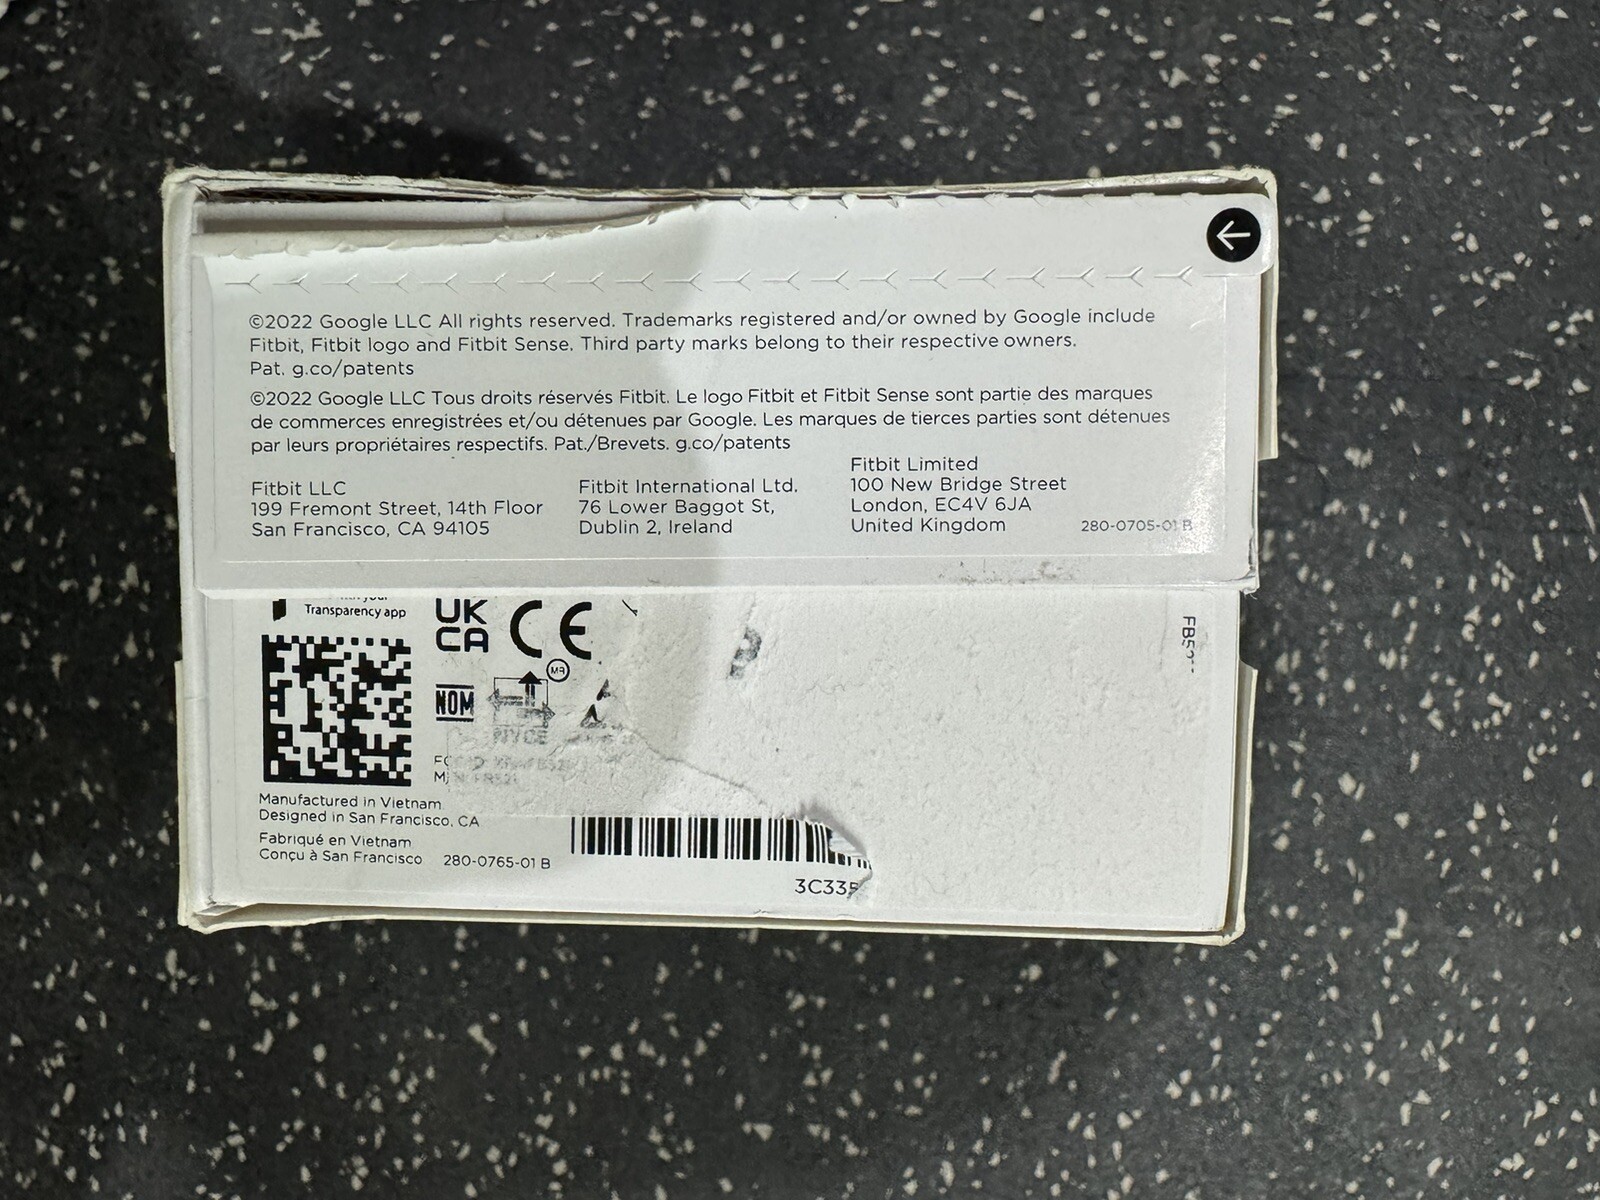 ©2022 Google LLC All rights reserved. Trademarks registered and/or owned by Google include
Fitbit, Fitbit logo and Fitbit Sense. Third party marks belong to their respective owners.
Pat. g.co/patents
©2022 Google LLC Tous droits réservés Fitbit. Le logo Fitbit et Fitbit Sense sont partie des marques
de commerces enregistrées et/ou détenues par Google. Les marques de tierces parties sont détenues
par leurs propriétaires respectifs. Pat./Brevets. g.co/patents
Fitbit LLC
199 Fremont Street, 14th Floor
San Francisco, CA 94105
Fitbit International Ltd.
76 Lower Baggot St,
Dublin 2, Ireland
Fitbit Limited
100 New Bridge Street
London, EC4V 6JA
United Kingdom
280-0705-01 B
Transparency app
UK
CA
CE
NOM
NYCE
Manufactured in Vietnam
Designed in San Francisco, CA
Fabriqué en Vietnam
Conçu à San Francisco
280-0765-01 B